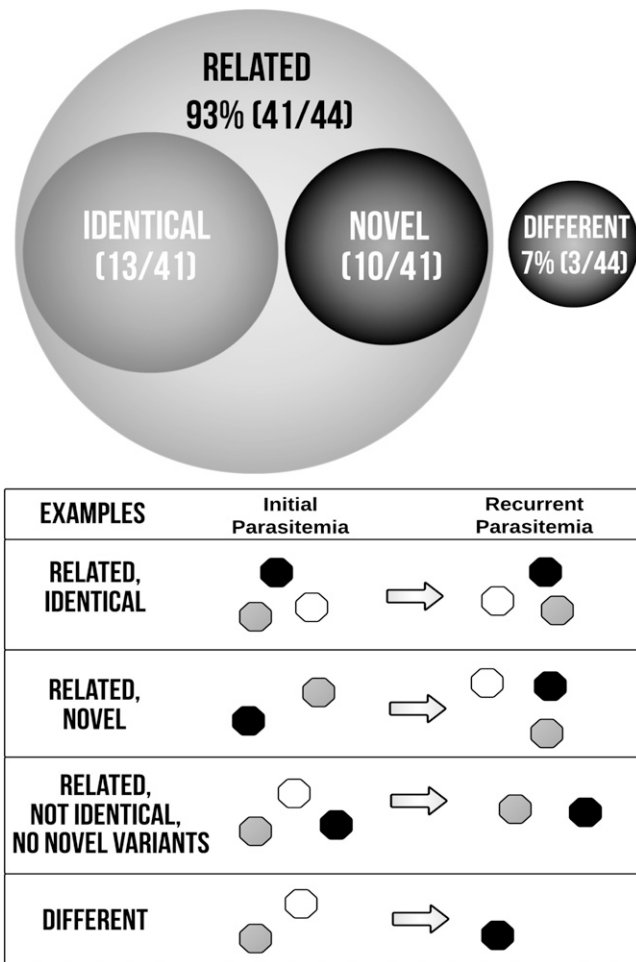 RELATED
93% (41/44)
IDENTICAL
(13/41)
NOVEL
(10/41)
DIFFERENT
7% (3/44)
EXAMPLES
Initial
Parasitemia
Recurrent
Parasitemia
RELATED,
IDENTICAL
RELATED,
NOVEL
RELATED,
NOT IDENTICAL,
NO NOVEL VARIANTS
DIFFERENT